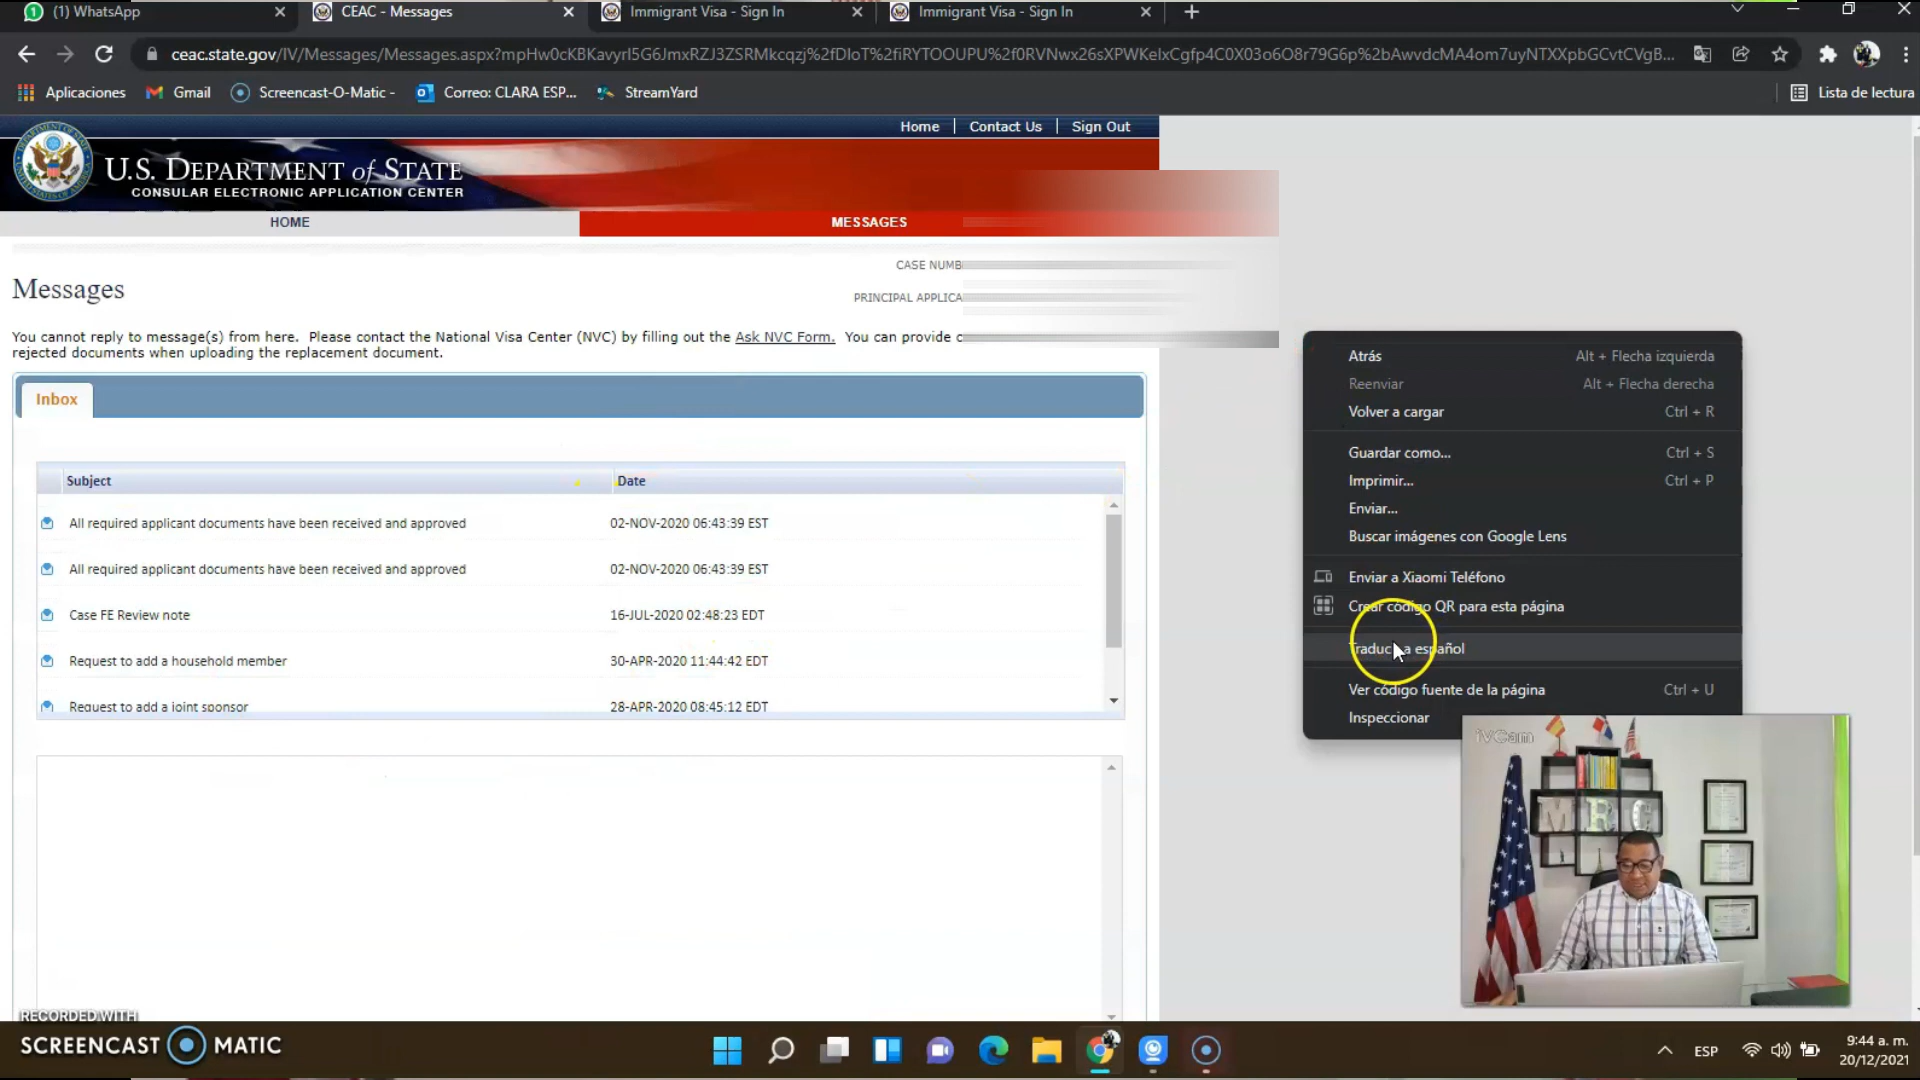 (1) WhatsApp
CEAC - Messages
Immigrant Visa - Sign In
Immigrant Visa - Sign In
ceac.state.gov/IV/Messages/Messages.aspx?
Aplicaciones
Gmail
Screencast-O-Matic -
Correo: CLARA ESP...
StreamYard
Lista de lectura
Home
Contact Us
Sign Out
U.S. DEPARTMENT of STATE
CONSULAR ELECTRONIC APPLICATION CENTER
HOME
MESSAGES
CASE NUMB
PRINCIPAL APPLICA
Messages
You cannot reply to message(s) from here. Please contact the National Visa Center (NVC) by filling out the Ask NVC Form. You can provide
rejected documents when uploading the replacement document.
Inbox
Subject Date
All required applicant documents have been received and approved 02-NOV-2020 06:43:39 EST
All required applicant documents have been received and approved 02-NOV-2020 06:43:39 EST
Case FE Review note 16-JUL-2020 02:48:23 EDT
Request to add a household member 30-APR-2020 11:44:42 EDT
Request to add a joint sponsor 28-APR-2020 08:45:12 EDT
Atrás Alt + Flecha izquierda
Reenviar Alt + Flecha derecha
Volver a cargar Ctrl + R
Guardar como... Ctrl + S
Imprimir... Ctrl + P
Enviar...
Buscar imágenes con Google Lens
Enviar a Xiaomi Teléfono
Crear código QR para esta página
Traducir a español
Ver código fuente de la página Ctrl + U
Inspeccionar
iVCam
M R C
RECORDED WITH
SCREENCAST MATIC
ESP
9:44 a. m.
20/12/2021